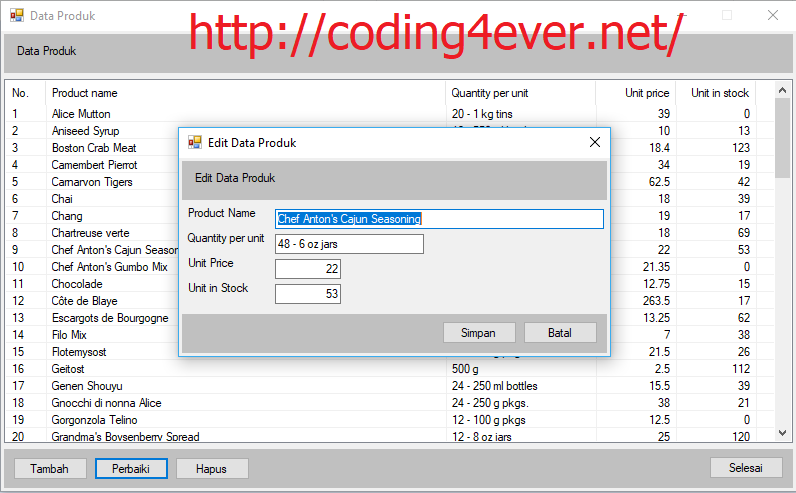 Data Produk
http://coding4ever.net/
Data Produk
No. Product name Quantity per unit Unit price Unit in stock
1 Alice Mutton 20 - 1 kg tins 39 0
2 Aniseed Syrup 10 13
3 Boston Crab Meat 18.4 123
4 Camembert Pierrot 34 19
5 Carnarvon Tigers 62.5 42
6 Chai 18 39
7 Chang 19 17
8 Chartreuse verte 18 69
9 Chef Anton's Cajun Season 22 53
10 Chef Anton's Gumbo Mix 21.35 0
11 Chocolade 12.75 15
12 Côte de Blaye 263.5 17
13 Escargots de Bourgogne 13.25 62
14 Filo Mix 7 38
15 Flotemysost 21.5 26
16 Geitost 500 g 2.5 112
17 Genen Shouyu 24 - 250 ml bottles 15.5 39
18 Gnocchi di nonna Alice 24 - 250 g pkgs. 38 21
19 Gorgonzola Telino 12 - 100 g pkgs 12.5 0
20 Grandma's Boysenberry Spread 12 - 8 oz jars 25 120
Edit Data Produk
Edit Data Produk
Product Name Chef Anton's Cajun Seasoning
Quantity per unit 48 - 6 oz jars
Unit Price 22
Unit in Stock 53
Simpan Batal
Tambah Perbaiki Hapus Selesai